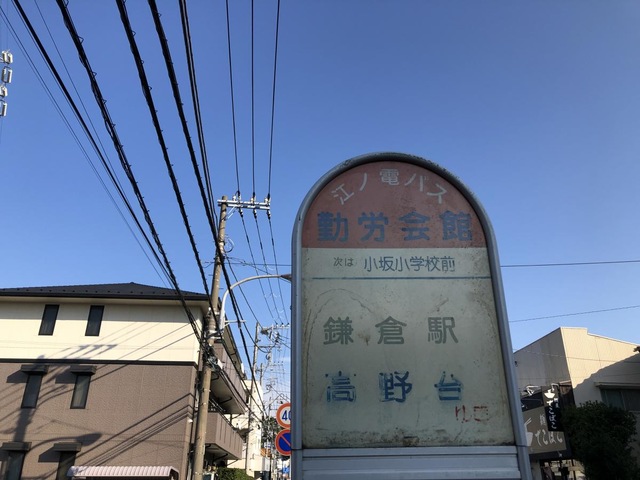 江ノ電バス
勤労会館
次は 小坂小学校前
鎌倉駅
高野台
40